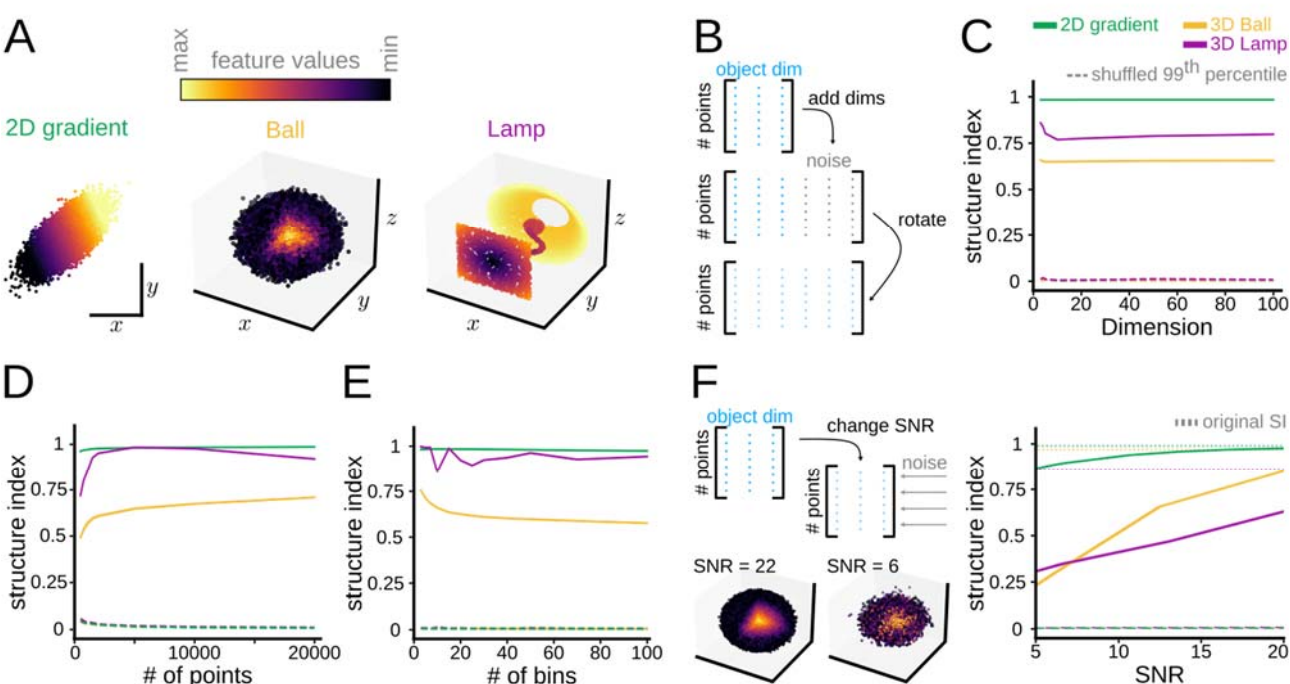 A
max
feature values
min
2D gradient
Ball
Lamp
x
y
x
y
z
x
y
z
B
object dim
# points
add dims
noise
# points
rotate
# points
C
2D gradient
3D Ball
3D Lamp
shuffled 99th percentile
structure index
1
0.75
0.5
0.25
0
0 20 40 60 80 100
Dimension
D
structure index
1
0.75
0.5
0.25
0
0 10000 20000
# of points
E
structure index
1
0.75
0.5
0.25
0
0 20 40 60 80 100
# of bins
F
object dim
# points
change SNR
noise
# points
SNR = 22
SNR = 6
original SI
structure index
1
0.75
0.5
0.25
0
5 10 15 20
SNR